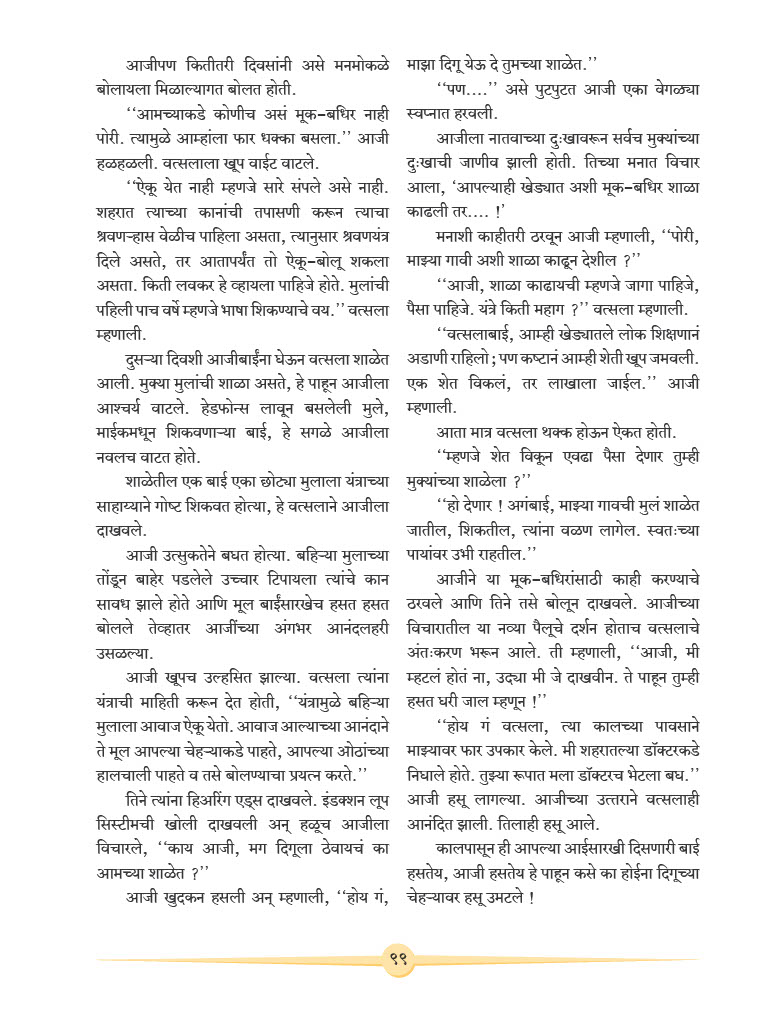 आजीपण कितीतरी दिवसांनी असे मनमोकळे
बोलायला मिळाल्यागत बोलत होती.
‘‘आमच्याकडे कोणीच असं मूक-बधिर नाही
पोरी. त्यामुळे आम्हांला फार धक्का बसला.’’ आजी
हळहळली. वत्सलाला खूप वाईट वाटले.
‘‘ऐकू येत नाही म्हणजे सारे संपले असे नाही.
शहरात त्याच्या कानांची तपासणी करून त्याचा
श्रवणऱ्हास वेळीच पाहिला असता, त्यानुसार श्रवणयंत्र
दिले असते, तर आतापर्यंत तो ऐकू-बोलू शकला
असता. किती लवकर हे व्हायला पाहिजे होते. मुलांची
पहिली पाच वर्षे म्हणजे भाषा शिकण्याचे वय.’’ वत्सला
म्हणाली.
दुसऱ्या दिवशी आजीबाईंना घेऊन वत्सला शाळेत
आली. मुक्या मुलांची शाळा असते, हे पाहून आजीला
आश्चर्य वाटले. हेडफोन्स लावून बसलेली मुले,
माईकमधून शिकवणाऱ्या बाई, हे सगळे आजीला
नवलच वाटत होते.
शाळेतील एक बाई एका छोट्या मुलाला यंत्राच्या
साहाय्याने गोष्ट शिकवत होत्या, हे वत्सलाने आजीला
दाखवले.
आजी उत्सुकतेने बघत होत्या. बहिऱ्या मुलाच्या
तोंडून बाहेर पडलेले उच्चार टिपायला त्यांचे कान
सावध झाले होते आणि मूल बाईंसारखेच हसत हसत
बोलले तेव्हातर आजींच्या अंगभर आनंदलहरी
उसळल्या.
आजी खूपच उल्हसित झाल्या. वत्सला त्यांना
यंत्राची माहिती करून देत होती, ‘‘यंत्रामुळे बहिऱ्या
मुलाला आवाज ऐकू येतो. आवाज आल्याच्या आनंदाने
ते मूल आपल्या चेहऱ्याकडे पाहते, आपल्या ओठांच्या
हालचाली पाहते व तसे बोलण्याचा प्रयत्न करते.’’
तिने त्यांना हिअरिंग एड्स दाखवले. इंडक्शन लूप
सिस्टीमची खोली दाखवली अन् हळूच आजीला
विचारले, ‘‘काय आजी, मग दिगूला ठेवायचं का
आमच्या शाळेत ?’’
आजी खुदकन हसली अन् म्हणाली, ‘‘होय गं,
माझा दिगू येऊ दे तुमच्या शाळेत.’’
‘‘पण....’’ असे पुटपुटत आजी एका वेगळ्या
स्वप्नात हरवली.
आजीला नातवाच्या दुःखावरून सर्वच मुक्यांच्या
दुःखाची जाणीव झाली होती. तिच्या मनात विचार
आला, ‘आपल्याही खेड्यात अशी मूक-बधिर शाळा
काढली तर.... !’
मनाशी काहीतरी ठरवून आजी म्हणाली, ‘‘पोरी,
माझ्या गावी अशी शाळा काढून देशील ?’’
‘‘आजी, शाळा काढायची म्हणजे जागा पाहिजे,
पैसा पाहिजे. यंत्रे किती महाग ?’’ वत्सला म्हणाली.
‘‘वत्सलाबाई, आम्ही खेड्यातले लोक शिक्षणानं
अडाणी राहिलो; पण कष्टानं आम्ही शेती खूप जमवली.
एक शेत विकलं, तर लाखाला जाईल.’’ आजी
म्हणाली.
आता मात्र वत्सला थक्क होऊन ऐकत होती.
‘‘म्हणजे शेत विकून एवढा पैसा देणार तुम्ही
मुक्यांच्या शाळेला ?’’
‘‘हो देणार ! अगंबाई, माझ्या गावची मुलं शाळेत
जातील, शिकतील, त्यांना वळण लागेल. स्वतःच्या
पायांवर उभी राहतील.’’
आजीने या मूक-बधिरांसाठी काही करण्याचे
ठरवले आणि तिने तसे बोलून दाखवले. आजीच्या
विचारातील या नव्या पैलूचे दर्शन होताच वत्सलाचे
अंतःकरण भरून आले. ती म्हणाली, ‘‘आजी, मी
म्हटलं होतं ना, उद्या मी जे दाखवीन. ते पाहून तुम्ही
हसत घरी जाल म्हणून !’’
‘‘होय गं वत्सला, त्या कालच्या पावसाने
माझ्यावर फार उपकार केले. मी शहरातल्या डॉक्टरकडे
निघाले होते. तुझ्या रूपात मला डॉक्टरच भेटला बघ.’’
आजी हसू लागल्या. आजीच्या उत्तराने वत्सलाही
आनंदित झाली. तिलाही हसू आले.
कालपासून ही आपल्या आईसारखी दिसणारी बाई
हसतेय, आजी हसतेय हे पाहून कसे का होईना दिगूच्या
चेहऱ्यावर हसू उमटले !
९९